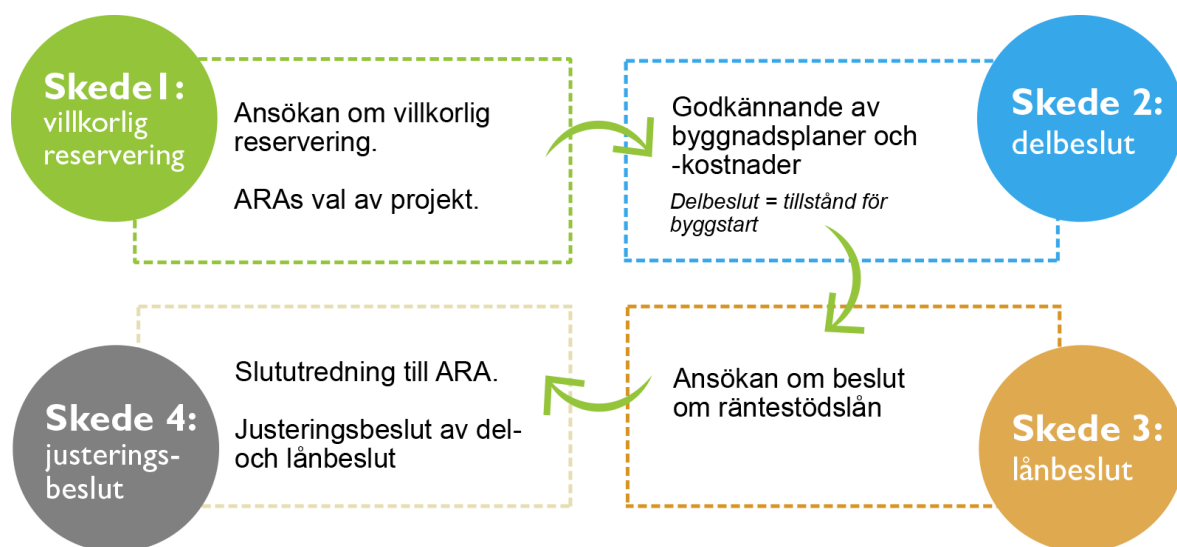 Skede1:
villkorlig
reservering
Ansökan om villkorlig
reservering.
ARAs val av projekt.
Skede 2:
delbeslut
Godkännande av
byggnadsplaner och
-kostnader
Delbeslut = tillstånd för
byggstart
Skede 3:
lånbeslut
Ansökan om beslut
om räntestödslån
Skede 4:
justerings-
beslut
Slututredning till ARA.
Justeringsbeslut av del-
och lånbeslut